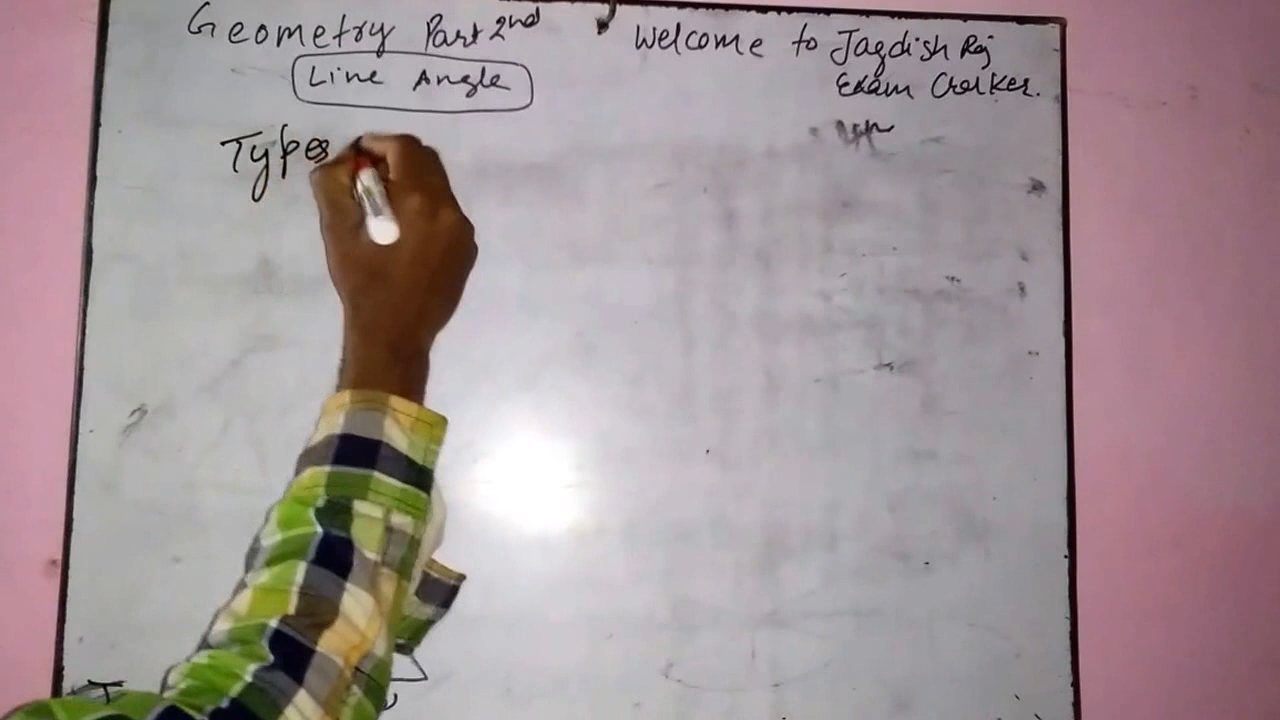 Geometry Part 2nd
Line Angle
Welcome to Jagdish Raj
Exam Cracker.
Types